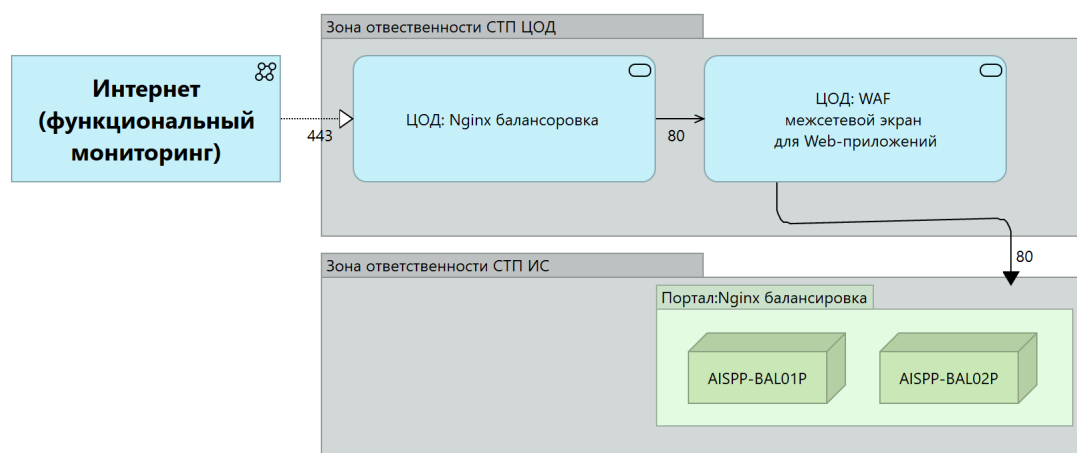 Зона отвественности СТП ЦОД
Интернет
(функциональный
мониторинг)
443
ЦОД: Nginx балансоровка
80
ЦОД: WAF
межсетевой экран
для Web-приложений
80
Зона ответственности СТП ИС
Портал:Nginx балансировка
AISPP-BAL01P
AISPP-BAL02P